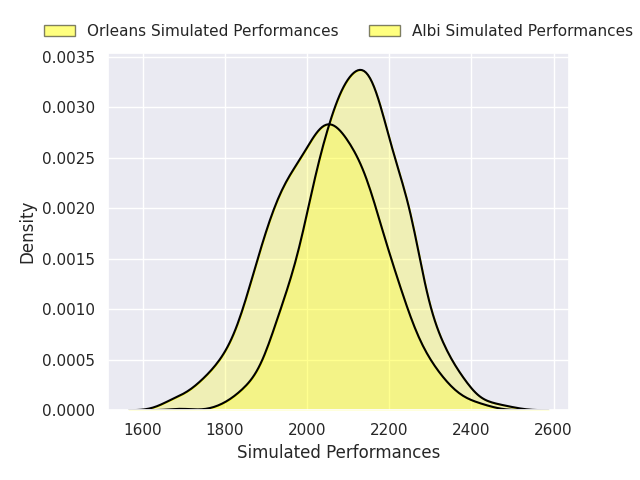 Orleans Simulated Performances Albi Simulated Performances
0.0035
0.0030
0.0025
0.0020
0.0015
0.0010
0.0005
0.0000
Density
1600 1800 2000 2200 2400 2600
Simulated Performances